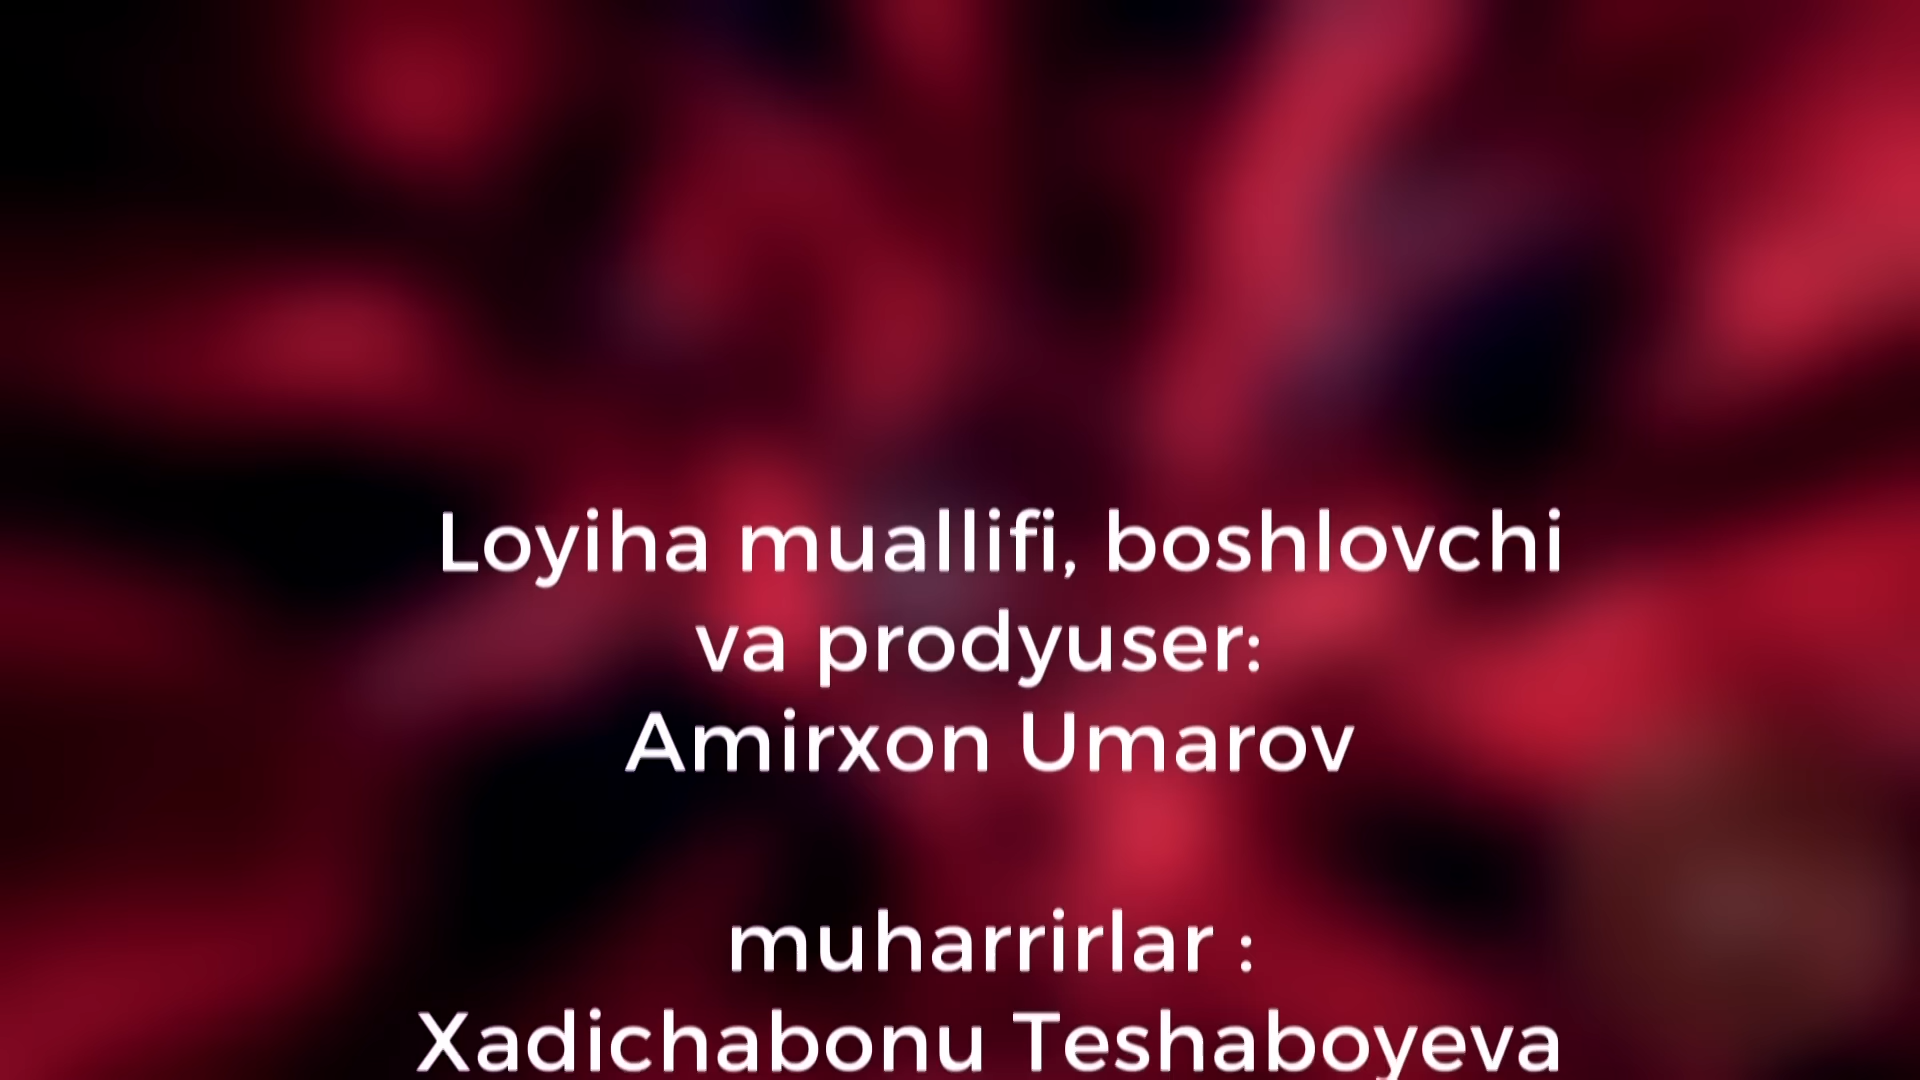 Loyiha muallifi, boshlovchi
va prodyuser:
Amirxon Umarov
muharrirlar :
Xadichabonu Teshaboyeva